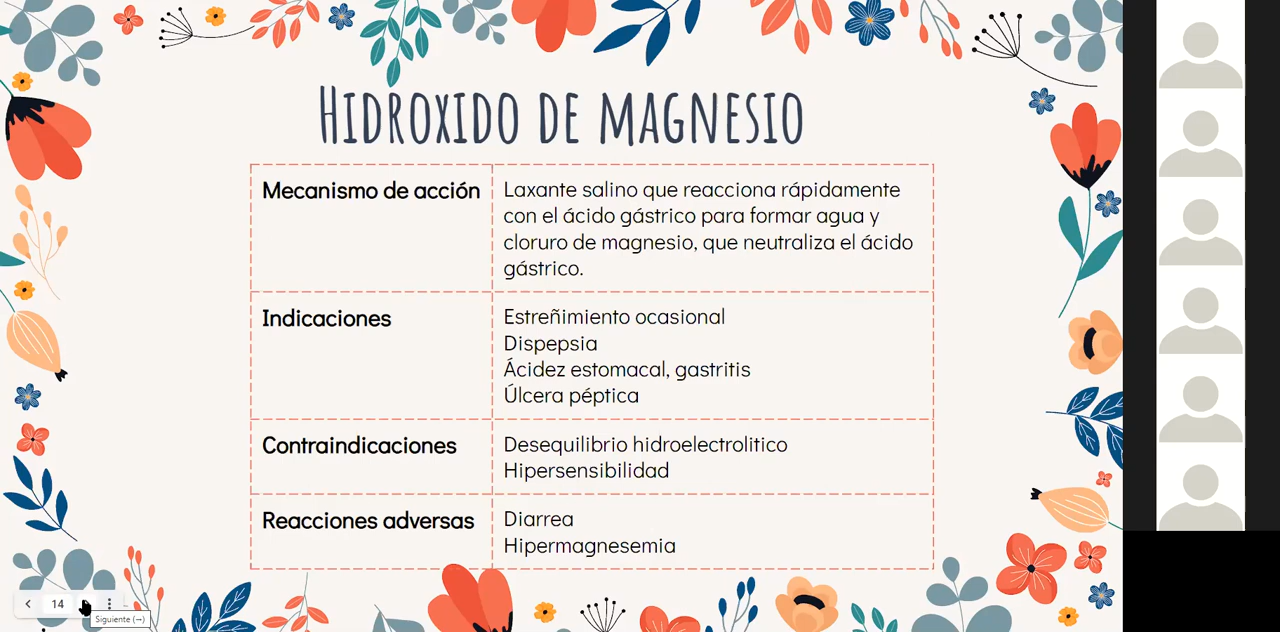 HIDROXIDO DE MAGNESIO
Mecanismo de acción
Laxante salino que reacciona rápidamente
con el ácido gástrico para formar agua y
cloruro de magnesio, que neutraliza el ácido
gástrico.
Indicaciones
Estreñimiento ocasional
Dispepsia
Ácidez estomacal, gastritis
Úlcera péptica
Contraindicaciones
Desequilibrio hidroelectrolitico
Hipersensibilidad
Reacciones adversas
Diarrea
Hipermagnesemia
14
Siguiente (→)